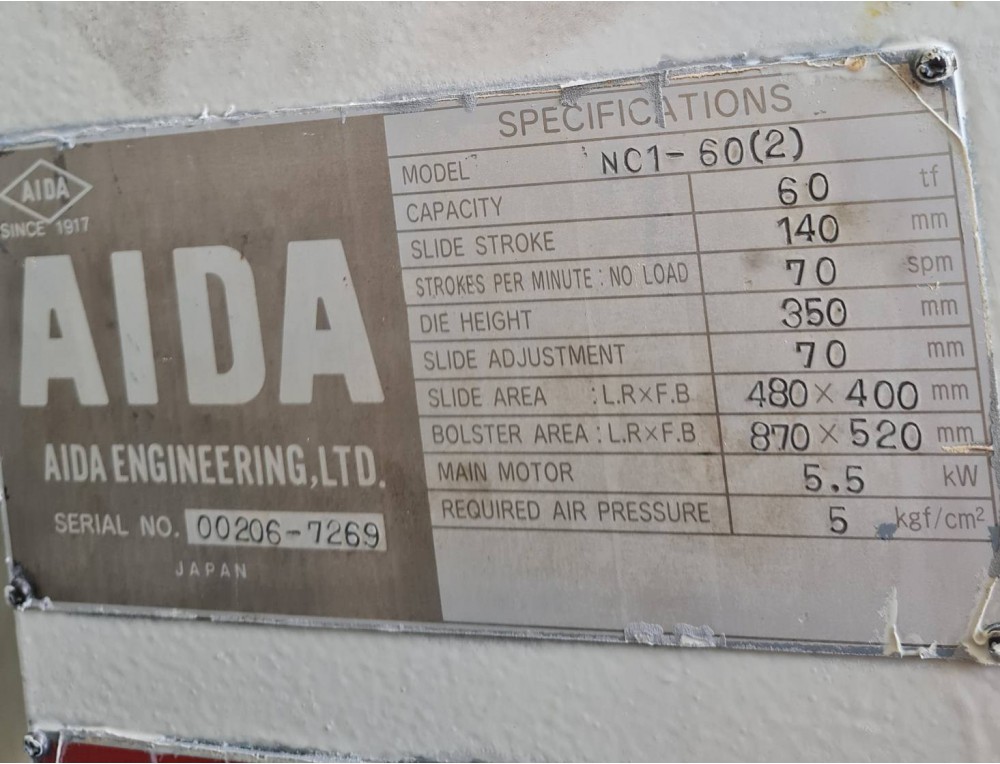 AIDA
SINCE 1917
AIDA
AIDA ENGINEERING,LTD.
SERIAL NO. 00206-7269
JAPAN
SPECIFICATIONS
MODEL NC1-60(2)
CAPACITY 60 tf
SLIDE STROKE 140 mm
STROKES PER MINUTE : NO LOAD 70 spm
DIE HEIGHT 350 mm
SLIDE ADJUSTMENT 70 mm
SLIDE AREA : L.R×F.B 480×400 mm
BOLSTER AREA : L.R×F.B 870×520 mm
MAIN MOTOR 5.5 kW
REQUIRED AIR PRESSURE 5 kgf/cm²